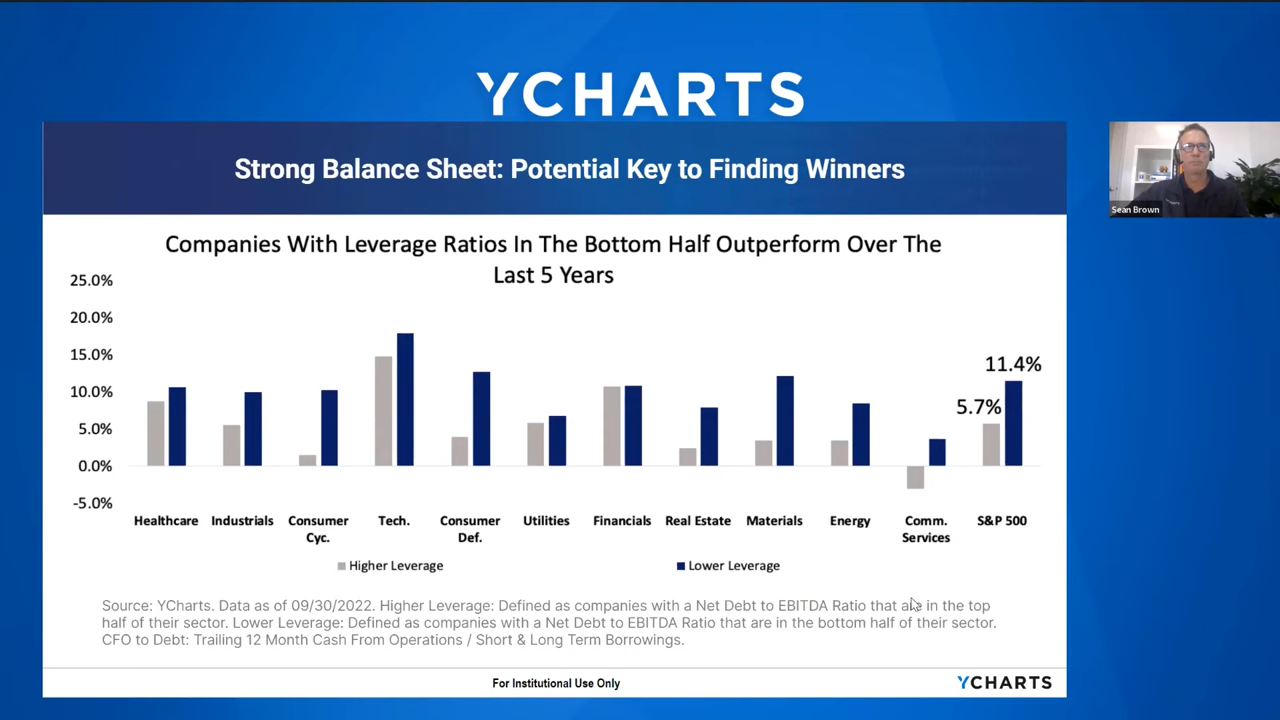 YCHARTS
Strong Balance Sheet: Potential Key to Finding Winners
Sean Brown
Companies With Leverage Ratios In The Bottom Half Outperform Over The
Last 5 Years
25.0%
20.0%
15.0%
10.0%
5.0%
0.0%
-5.0%
5.7%
11.4%
Healthcare
Industrials
Consumer
Cyc.
Tech.
Consumer
Def.
Utilities
Financials
Real Estate
Materials
Energy
Comm.
Services
S&P 500
Higher Leverage
Lower Leverage
Source: YCharts. Data as of 09/30/2022. Higher Leverage: Defined as companies with a Net Debt to EBITDA Ratio that are in the top
half of their sector. Lower Leverage: Defined as companies with a Net Debt to EBITDA Ratio that are in the bottom half of their sector.
CFO to Debt: Trailing 12 Month Cash From Operations / Short & Long Term Borrowings.
For Institutional Use Only
YCHARTS